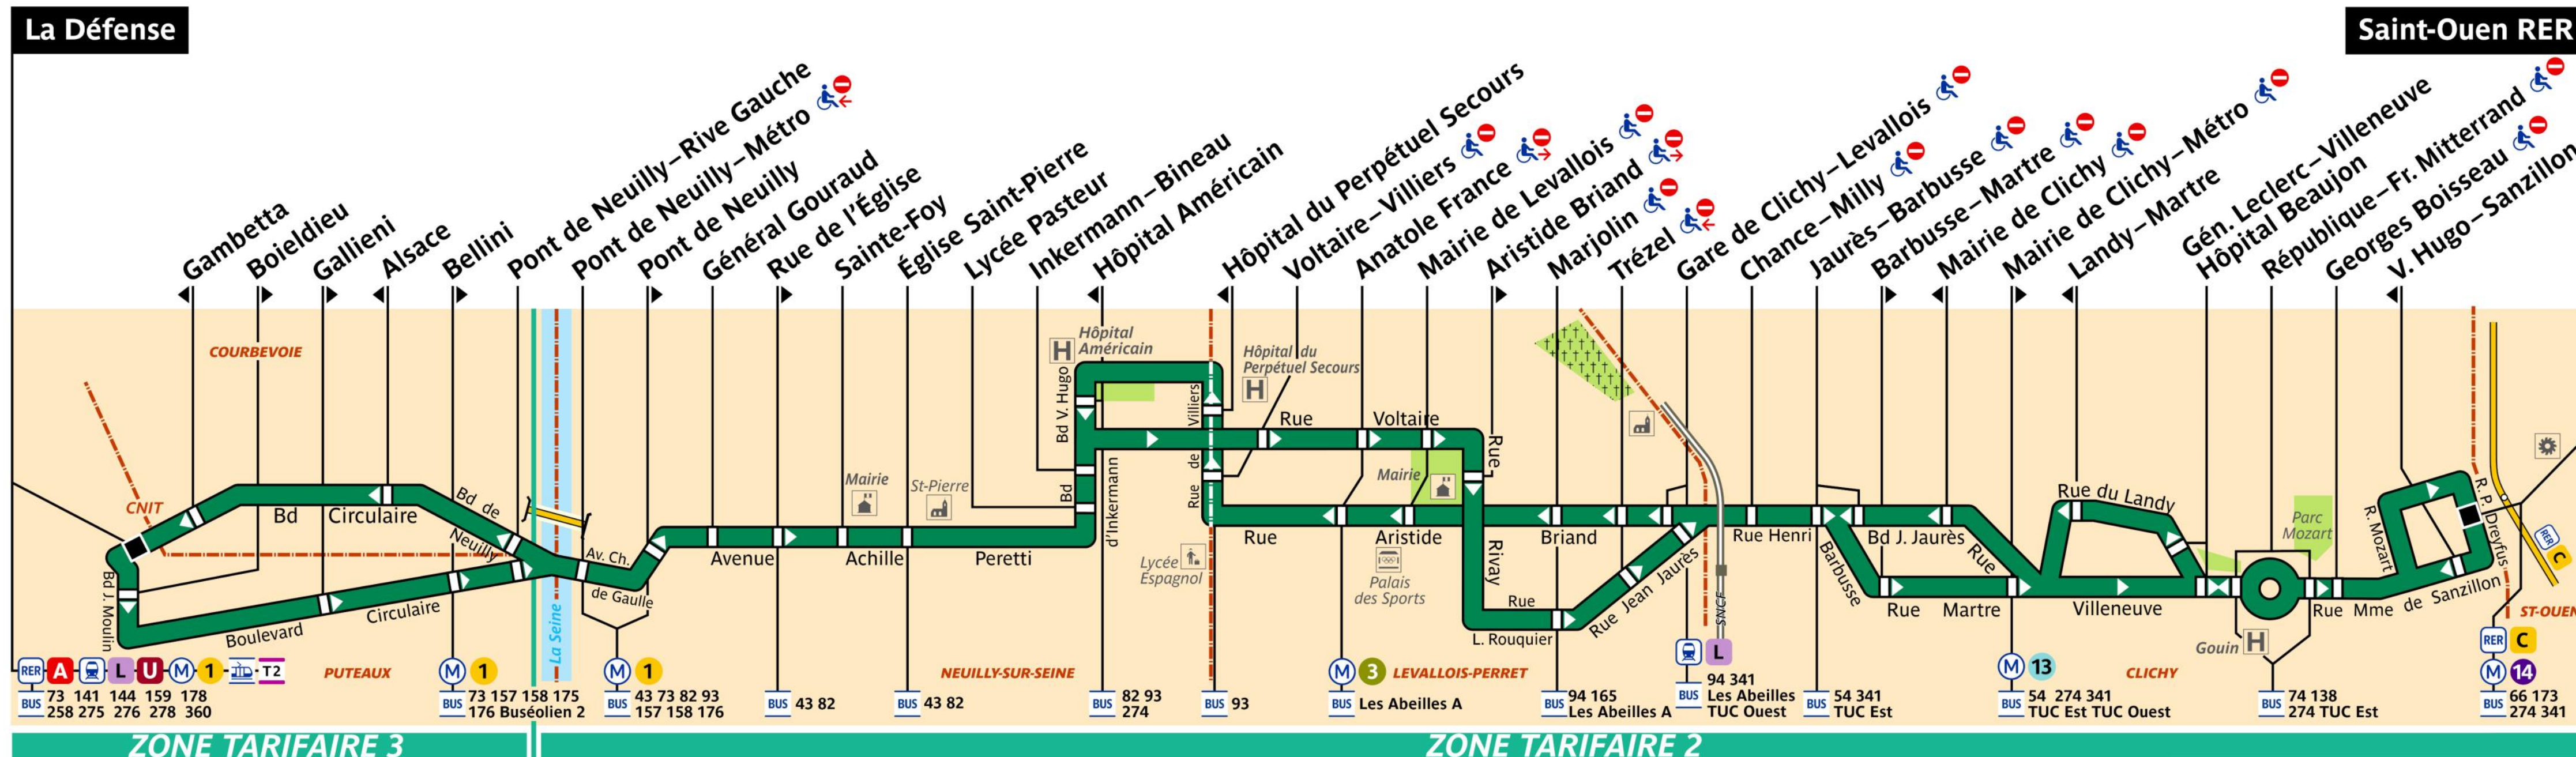 La Défense
Saint-Ouen RER
Gambetta
Boieldieu
Gallieni
Alsace
Bellini
Pont de Neuilly–Rive Gauche
Pont de Neuilly–Métro
Pont de Neuilly
Général Gouraud
Rue de l'Église
Sainte-Foy
Église Saint-Pierre
Lycée Pasteur
Inkermann–Bineau
Hôpital Américain
Hôpital du Perpétuel Secours
Voltaire–Villiers
Anatole France
Mairie de Levallois
Aristide Briand
Marjolin
Trézel
Gare de Clichy–Levallois
Chance–Milly
Jaurès–Barbusse
Barbusse–Martre
Mairie de Clichy
Mairie de Clichy–Métro
Landy–Martre
Gén. Leclerc–Villeneuve
Hôpital Beaujon
République–Fr. Mitterrand
Georges Boisseau
V. Hugo–Sanzillon
COURBEVOIE
CNIT
Bd Circulaire
Bd de
Neuilly
Bd J. Moulin
Boulevard
Circulaire
La Seine
Av. Ch.
de Gaulle
Avenue
Achille
Peretti
Mairie
St-Pierre
H
Hôpital
Américain
Bd V. Hugo
Bd
d'Inkermann
Villiers
de
Rue
Hôpital du
Perpétuel Secours
H
Rue
Voltaire
Rue
Mairie
Lycée
Espagnol
Rue
Aristide
Briand
Palais
des Sports
Rivay
Rue
L. Rouquier
Rue Jean Jaurès
SNCF
Rue Henri
Barbusse
Bd J. Jaurès
Rue
Rue Martre
Rue du Landy
Villeneuve
Parc
Mozart
Gouin H
Rue Mme de Sanzillon
R. Mozart
R. P. Dreyfus
RER C
ST-OUEN
PUTEAUX
NEUILLY-SUR-SEINE
LEVALLOIS-PERRET
CLICHY
RER A L U M 1 T2
BUS
73 141 144 159 178
258 275 276 278 360
M 1
BUS
73 157 158 175
176 Buséolien 2
M 1
BUS
43 73 82 93
157 158 176
BUS 43 82
BUS 43 82
BUS
82 93
274
BUS 93
M 3
BUS Les Abeilles A
BUS
94 165
Les Abeilles A
L
BUS
94 341
Les Abeilles
TUC Ouest
BUS
54 341
TUC Est
M 13
BUS
54 274 341
TUC Est TUC Ouest
BUS
74 138
274 TUC Est
RER C
M 14
BUS
66 173
274 341
ZONE TARIFAIRE 3
ZONE TARIFAIRE 2